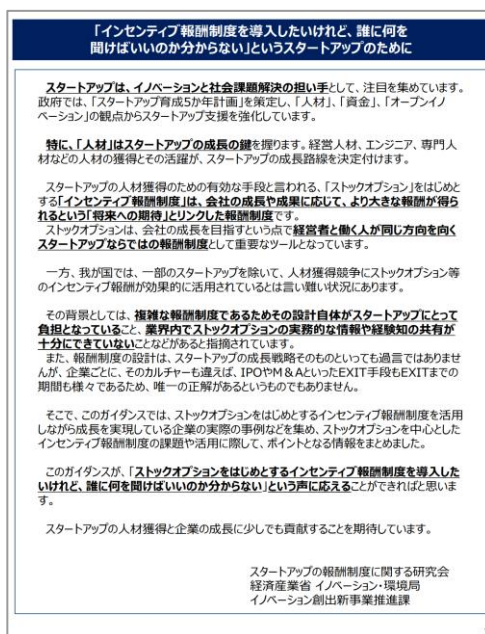 「インセンティブ報酬制度を導入したいけれど、誰に何を
聞けばいいのか分からない」というスタートアップのために
スタートアップは、イノベーションと社会課題解決の担い手として、注目を集めています。
政府では、「スタートアップ育成5か年計画」を策定し、「人材」、「資金」、「オープンイノ
ベーション」の観点からスタートアップ支援を強化しています。
特に、「人材」はスタートアップの成長の鍵を握ります。経営人材、エンジニア、専門人
材などの人材の獲得とその活躍が、スタートアップの成長路線を決定付けます。
スタートアップの人材獲得のための有効な手段と言われる、「ストックオプション」をはじめと
する「インセンティブ報酬制度」は、会社の成長や成果に応じて、より大きな報酬が得ら
れるという「将来への期待」とリンクした報酬制度です。
ストックオプションは、会社の成長を目指すという点で経営者と働く人が同じ方向を向く
スタートアップならではの報酬制度として重要なツールとなっています。
一方、我が国では、一部のスタートアップを除いて、人材獲得競争にストックオプション等
のインセンティブ報酬が効果的に活用されているとは言い難い状況にあります。
その背景としては、複雑な報酬制度であるためその設計自体がスタートアップにとって
負担となっていること、業界内でストックオプションの実務的な情報や経験知の共有が
十分にできていないことなどがあると指摘されています。
また、報酬制度の設計は、スタートアップの成長戦略そのものといっても過言ではありませ
んが、企業ごとに、そのカルチャーも違えば、IPOやM&AといったEXIT手段もEXITまでの
期間も様々であるため、唯一の正解があるというものでもありません。
そこで、このガイダンスでは、ストックオプションをはじめとするインセンティブ報酬制度を活用
しながら成長を実現している企業の実際の事例などを集め、ストックオプションを中心とした
インセンティブ報酬制度の課題や活用に際して、ポイントとなる情報をまとめました。
このガイダンスが、「ストックオプションをはじめとするインセンティブ報酬制度を導入した
いけれど、誰に何を聞けばいいのか分からない」という声に応えることができればと思いま
す。
スタートアップの人材獲得と企業の成長に少しでも貢献することを期待しています。
スタートアップの報酬制度に関する研究会
経済産業省 イノベーション・環境局
イノベーション創出新事業推進課